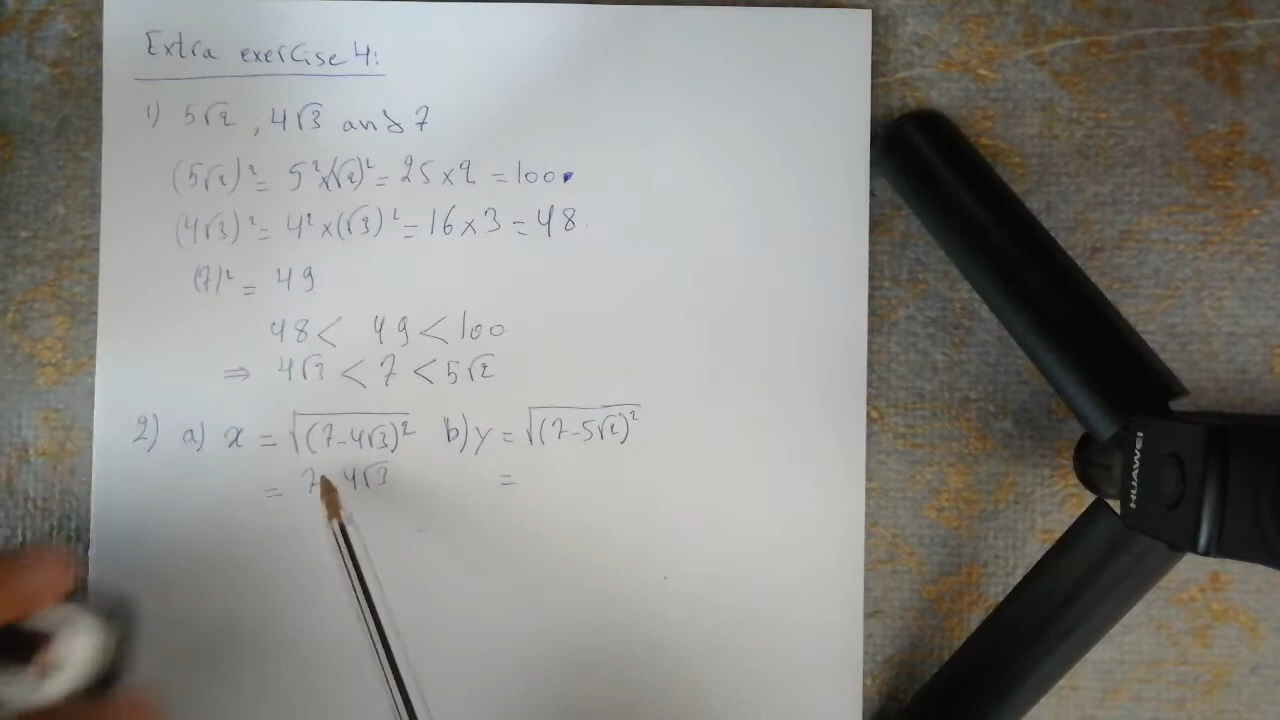 Extra exercise 4:
1) 5√2 ; 4√3 and 7
(5√2)² = 5²×(√2)² = 25 × 2 = 100.
(4√3)² = 4² × (√3)² = 16 × 3 = 48
(7)² = 49
48 < 49 < 100
⇒ 4√3 < 7 < 5√2
2) a) x = √(7-4√3)² b) y = √(7-5√2)²
= 7 4√3 =
HUAWEI